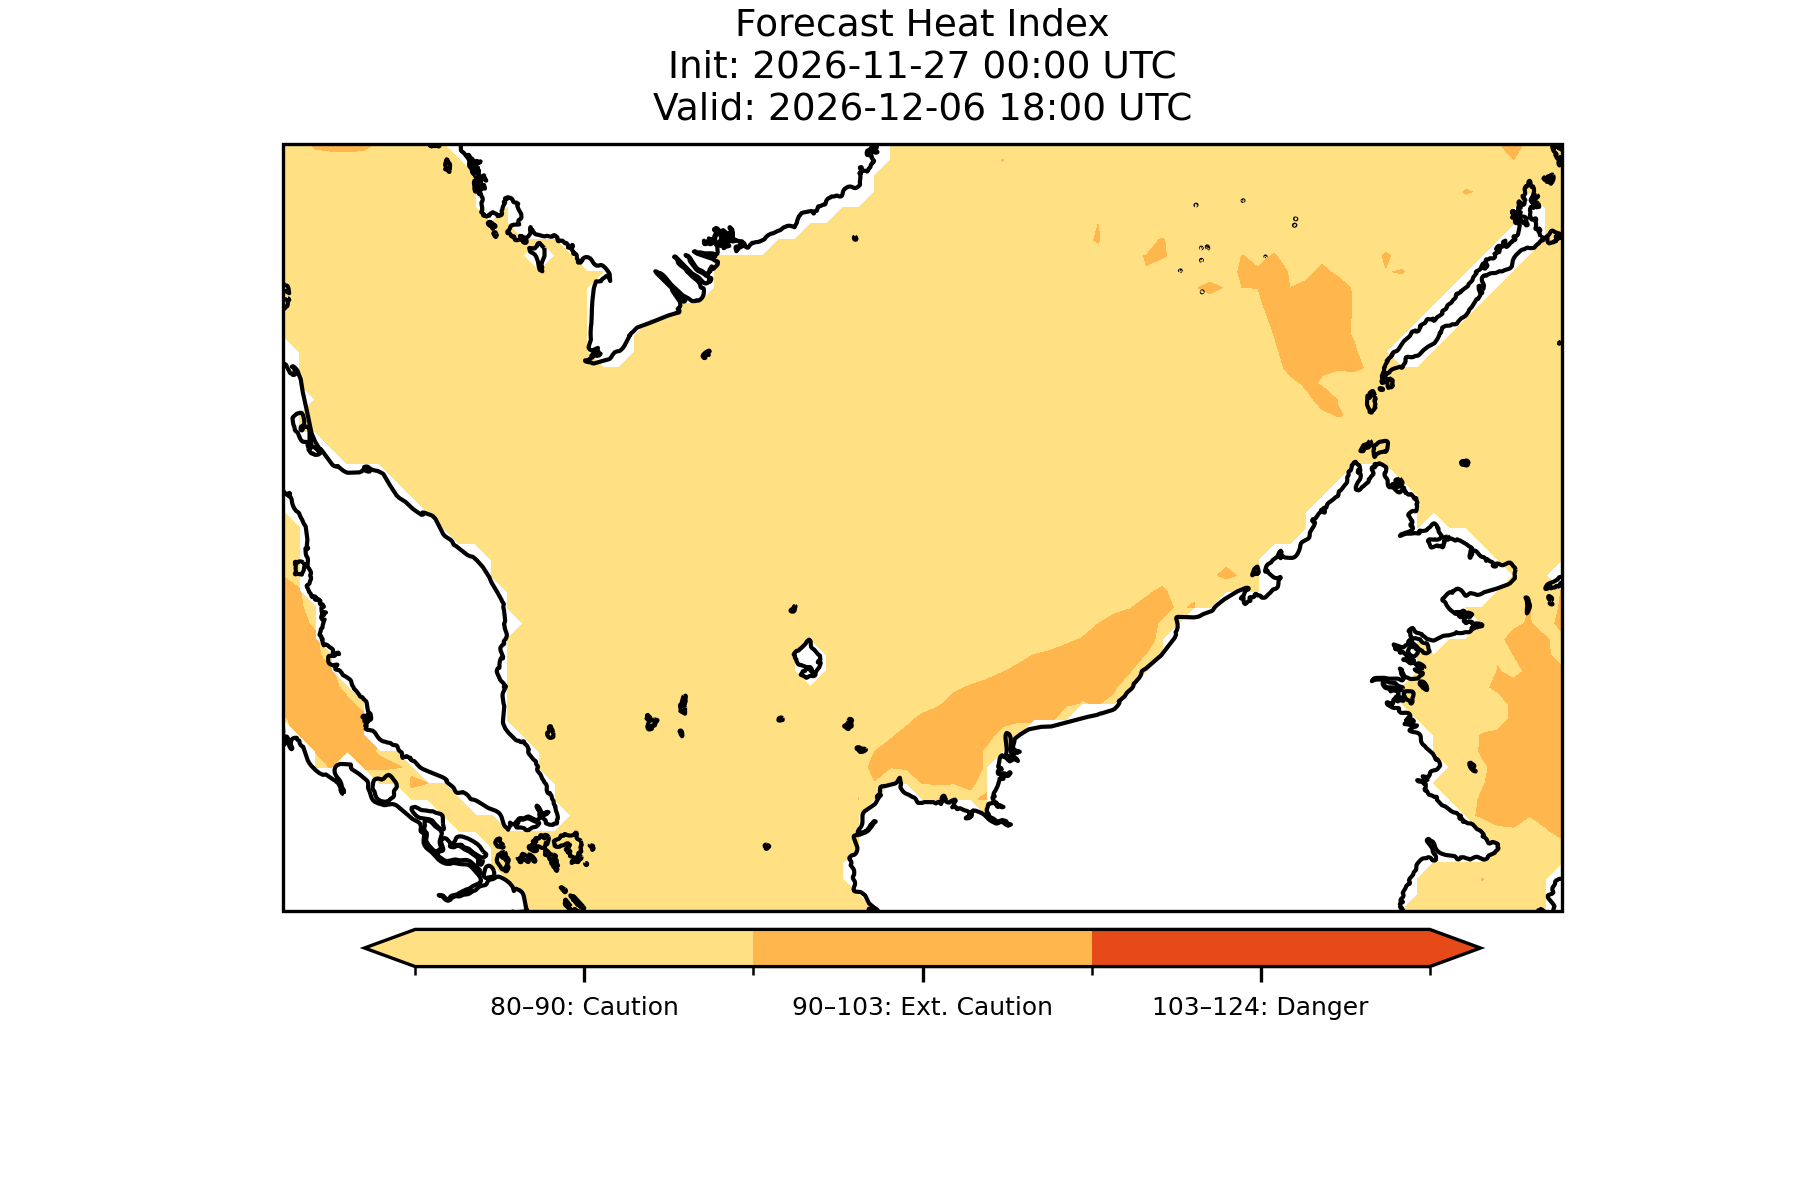 Forecast Heat Index
Init: 2026-11-27 00:00 UTC
Valid: 2026-12-06 18:00 UTC
80–90: Caution
90–103: Ext. Caution
103–124: Danger